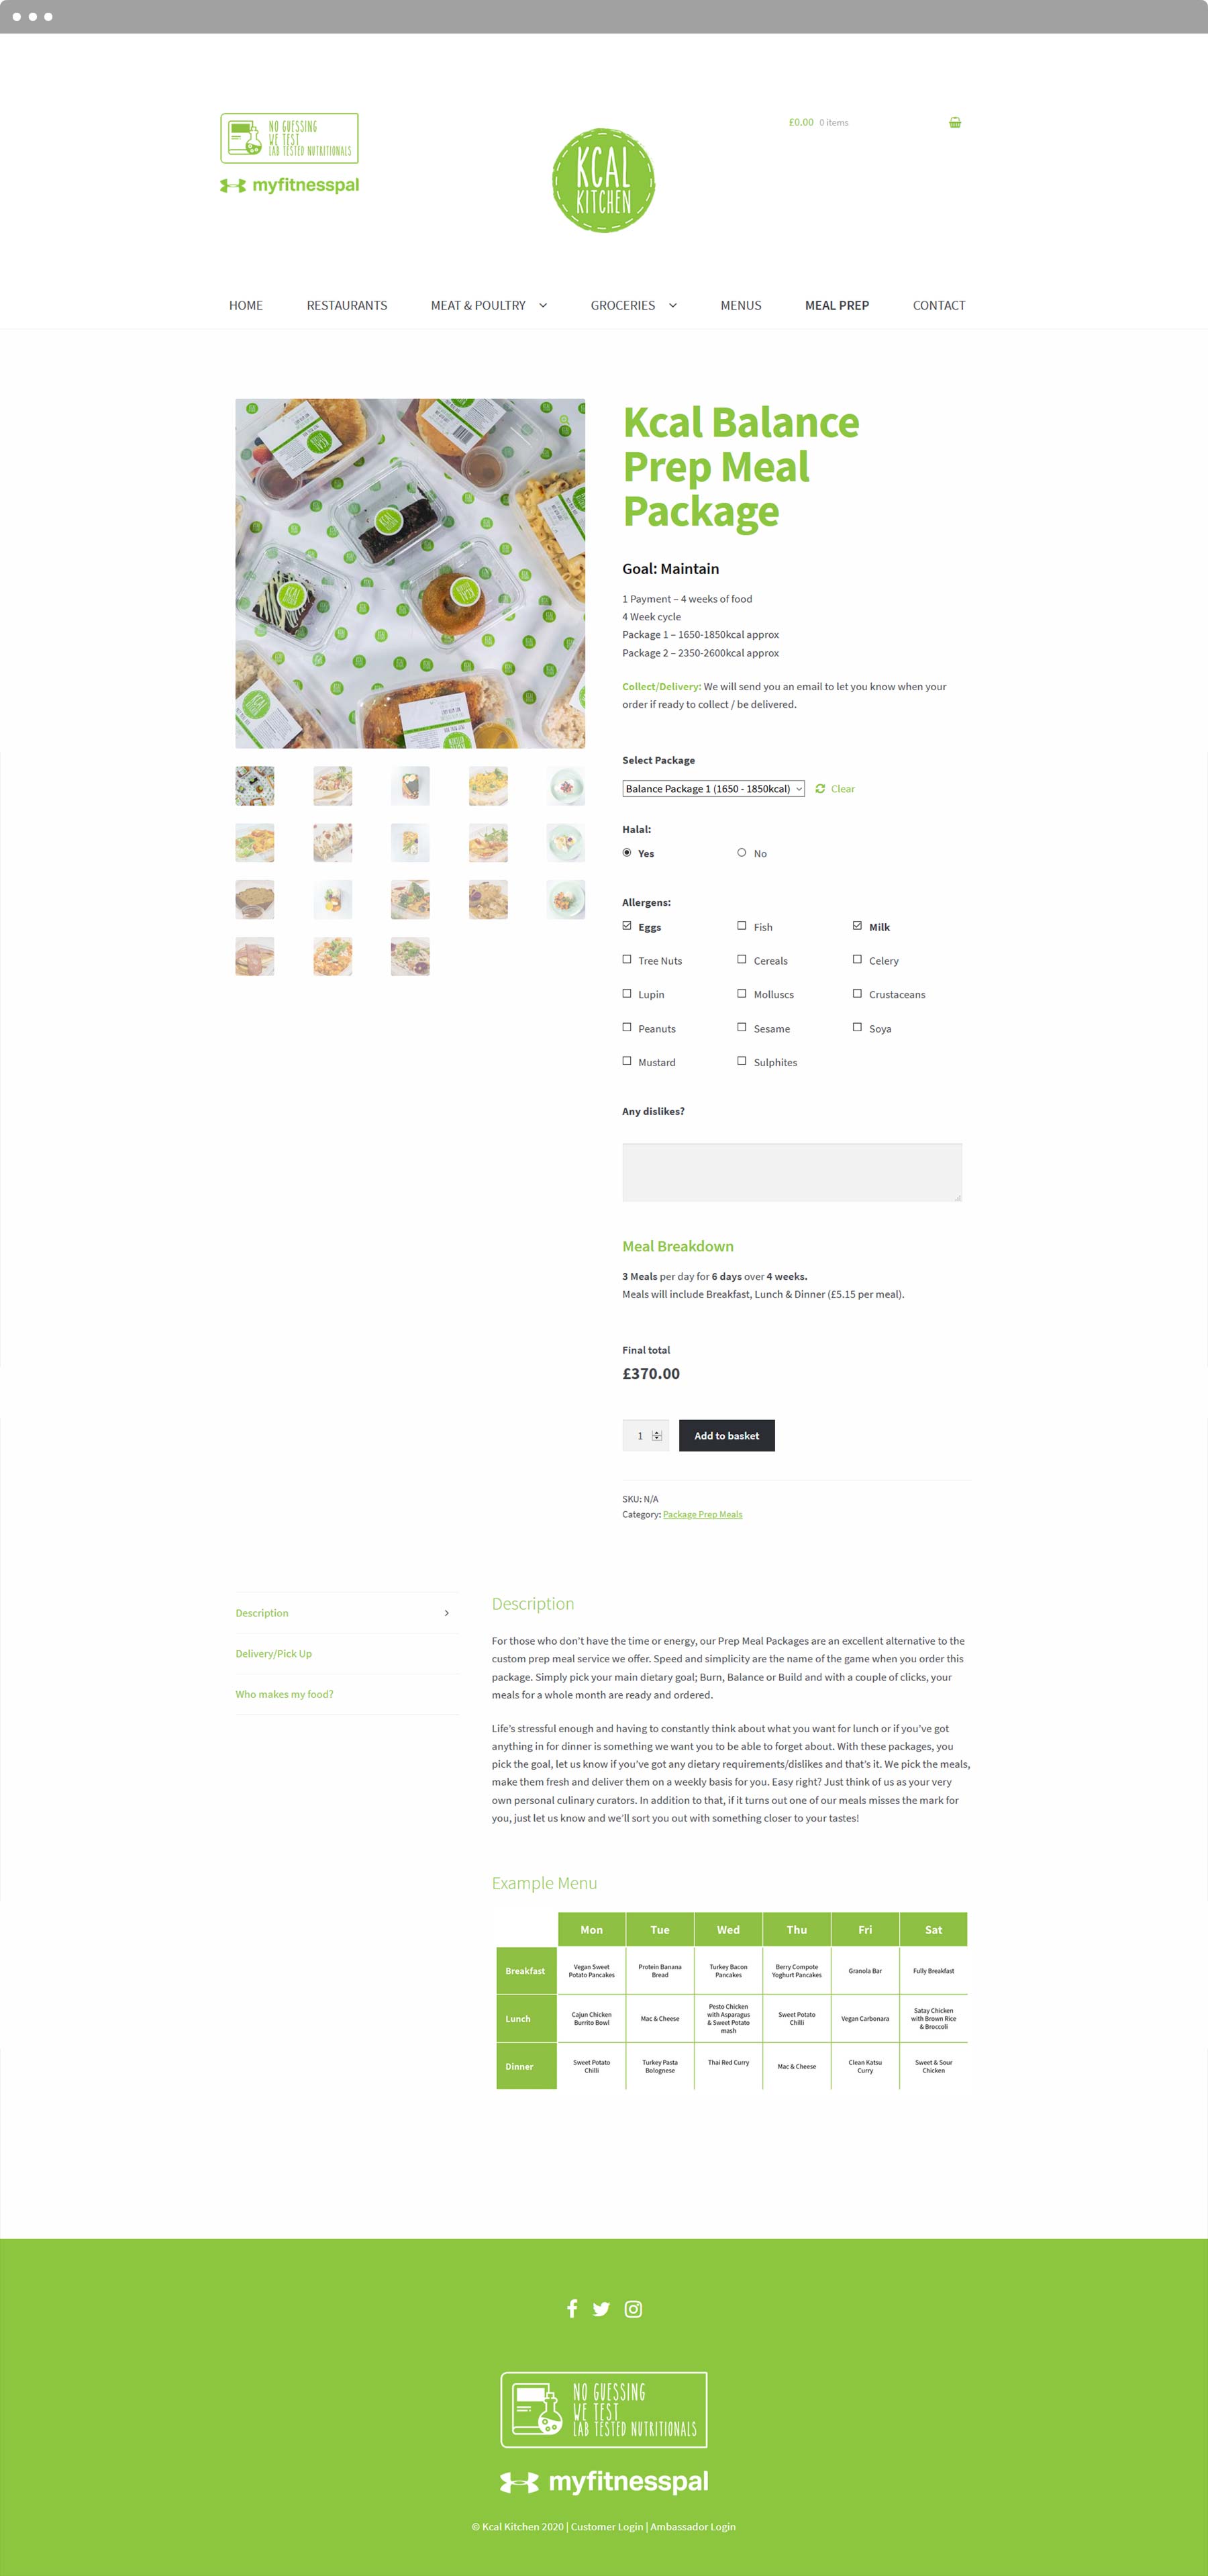 NO GUESSING
WE TEST
LAB TESTED NUTRITIONALS
myfitnesspal
KCAL
KITCHEN
£0.00 0 items
HOME RESTAURANTS MEAT & POULTRY GROCERIES MENUS MEAL PREP CONTACT
Kcal Balance
Prep Meal
Package
Goal: Maintain
1 Payment – 4 weeks of food
4 Week cycle
Package 1 – 1650-1850kcal approx
Package 2 – 2350-2600kcal approx
Collect/Delivery: We will send you an email to let you know when your
order if ready to collect / be delivered.
Select Package
Balance Package 1 (1650 - 1850kcal) Clear
Halal:
Yes No
Allergens:
Eggs Fish Milk
Tree Nuts Cereals Celery
Lupin Molluscs Crustaceans
Peanuts Sesame Soya
Mustard Sulphites
Any dislikes?
Meal Breakdown
3 Meals per day for 6 days over 4 weeks.
Meals will include Breakfast, Lunch & Dinner (£5.15 per meal).
Final total
£370.00
1 Add to basket
SKU: N/A
Category: Package Prep Meals
Description
Delivery/Pick Up
Who makes my food?
Description
For those who don't have the time or energy, our Prep Meal Packages are an excellent alternative to the
custom prep meal service we offer. Speed and simplicity are the name of the game when you order this
package. Simply pick your main dietary goal; Burn, Balance or Build and with a couple of clicks, your
meals for a whole month are ready and ordered.
Life's stressful enough and having to constantly think about what you want for lunch or if you've got
anything in for dinner is something we want you to be able to forget about. With these packages, you
pick the goal, let us know if you've got any dietary requirements/dislikes and that's it. We pick the meals,
make them fresh and deliver them on a weekly basis for you. Easy right? Just think of us as your very
own personal culinary curators. In addition to that, if it turns out one of our meals misses the mark for
you, just let us know and we'll sort you out with something closer to your tastes!
Example Menu
Mon Tue Wed Thu Fri Sat
Breakfast
Vegan Sweet
Potato Pancakes
Protein Banana
Bread
Turkey Bacon
Pancakes
Berry Compote
Yoghurt Pancakes
Granola Bar
Fully Breakfast
Lunch
Cajun Chicken
Burrito Bowl
Mac & Cheese
Pesto Chicken
with Asparagus
& Sweet Potato
mash
Sweet Potato
Chilli
Vegan Carbonara
Satay Chicken
with Brown Rice
& Broccoli
Dinner
Sweet Potato
Chilli
Turkey Pasta
Bolognese
Thai Red Curry
Mac & Cheese
Clean Katsu
Curry
Sweet & Sour
Chicken
NO GUESSING
WE TEST
LAB TESTED NUTRITIONALS
myfitnesspal
© Kcal Kitchen 2020 | Customer Login | Ambassador Login